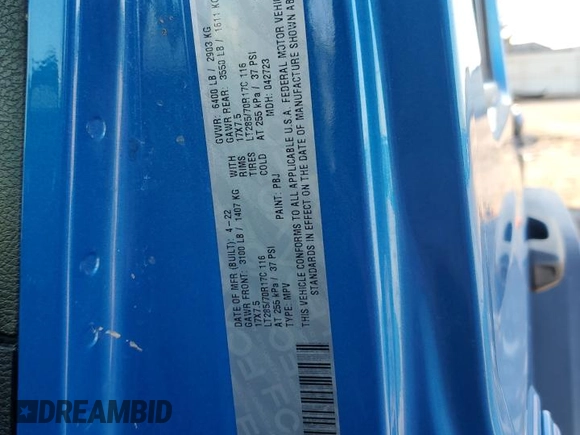 DATE OF MFR (BUILT): 4-22 GVWR: 6400 LB / 2903 KG
GAWR FRONT: 3100 LB / 1407 KG WITH GAWR REAR: 3550 LB / 1611 KG
17X7.5 RIMS 17X7.5
LT285/70R17C 116 TIRES LT285/70R17C 116
AT 255 kPa / 37 PSI COLD AT 255 kPa / 37 PSI
TYPE: MPV PAINT: PBJ MDH: 042723
THIS VEHICLE CONFORMS TO ALL APPLICABLE U.S.A. FEDERAL MOTOR VEHIC
STANDARDS IN EFFECT ON THE DATE OF MANUFACTURE SHOWN AB
DREAMBID